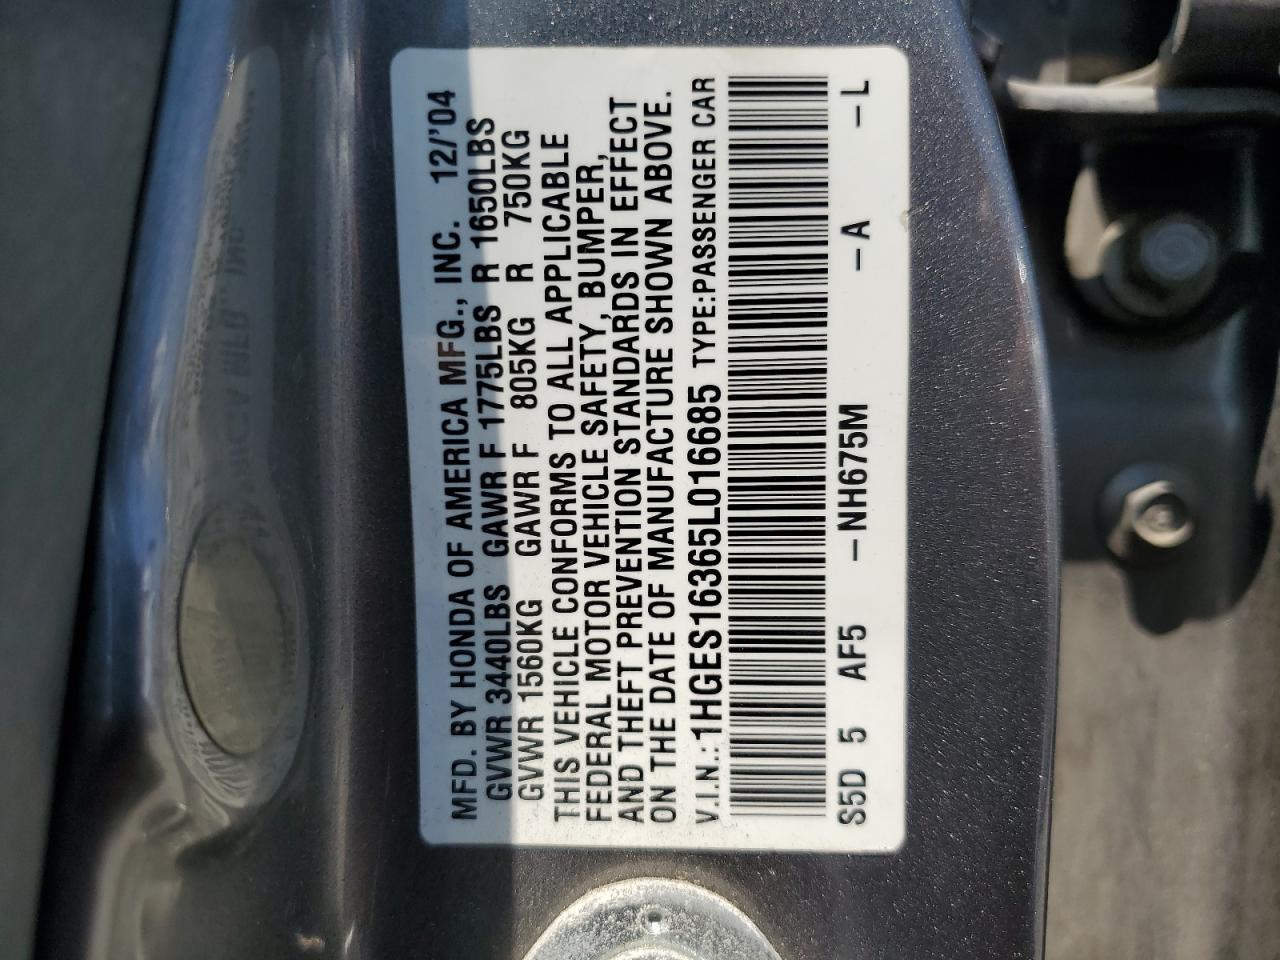 MFD. BY HONDA OF AMERICA MFG., INC. 12/'04
GVWR 3440LBS GAWR F 1775LBS R 1650LBS
GVWR 1560KG GAWR F 805KG R 750KG
THIS VEHICLE CONFORMS TO ALL APPLICABLE
FEDERAL MOTOR VEHICLE SAFETY, BUMPER,
AND THEFT PREVENTION STANDARDS IN EFFECT
ON THE DATE OF MANUFACTURE SHOWN ABOVE.
V.I.N.: 1HGES16365L016685 TYPE:PASSENGER CAR
S5D 5 AF5 –NH675M –A –L